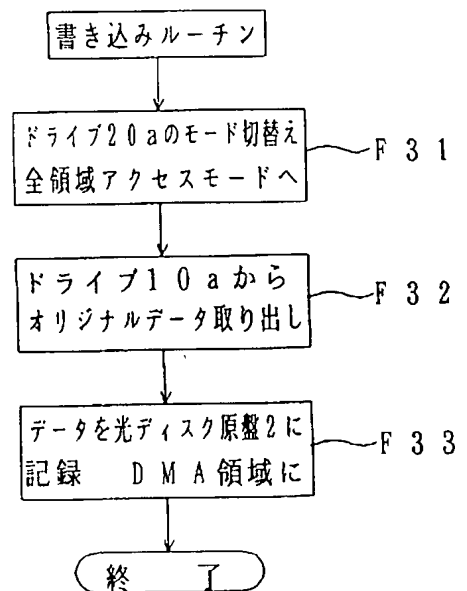 書き込みルーチン
ドライブ20aのモード切替え
全領域アクセスモードへ
F31
ドライブ10aから
オリジナルデータ取り出し
F32
データを光ディスク原盤2に
記録 DMA領域に
F33
終 了